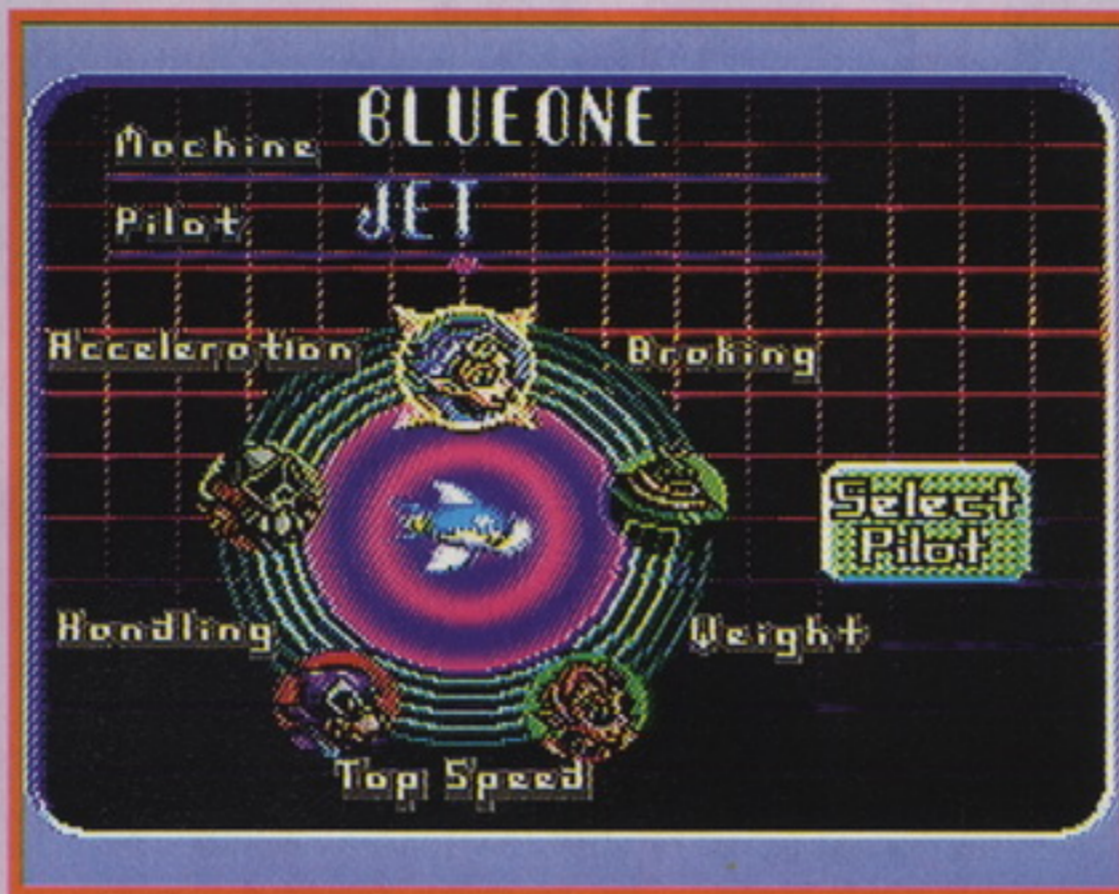 Machine BLUEONE
Pilot JET
Acceleration Braking
Select
Pilot
Handling Weight
Top Speed